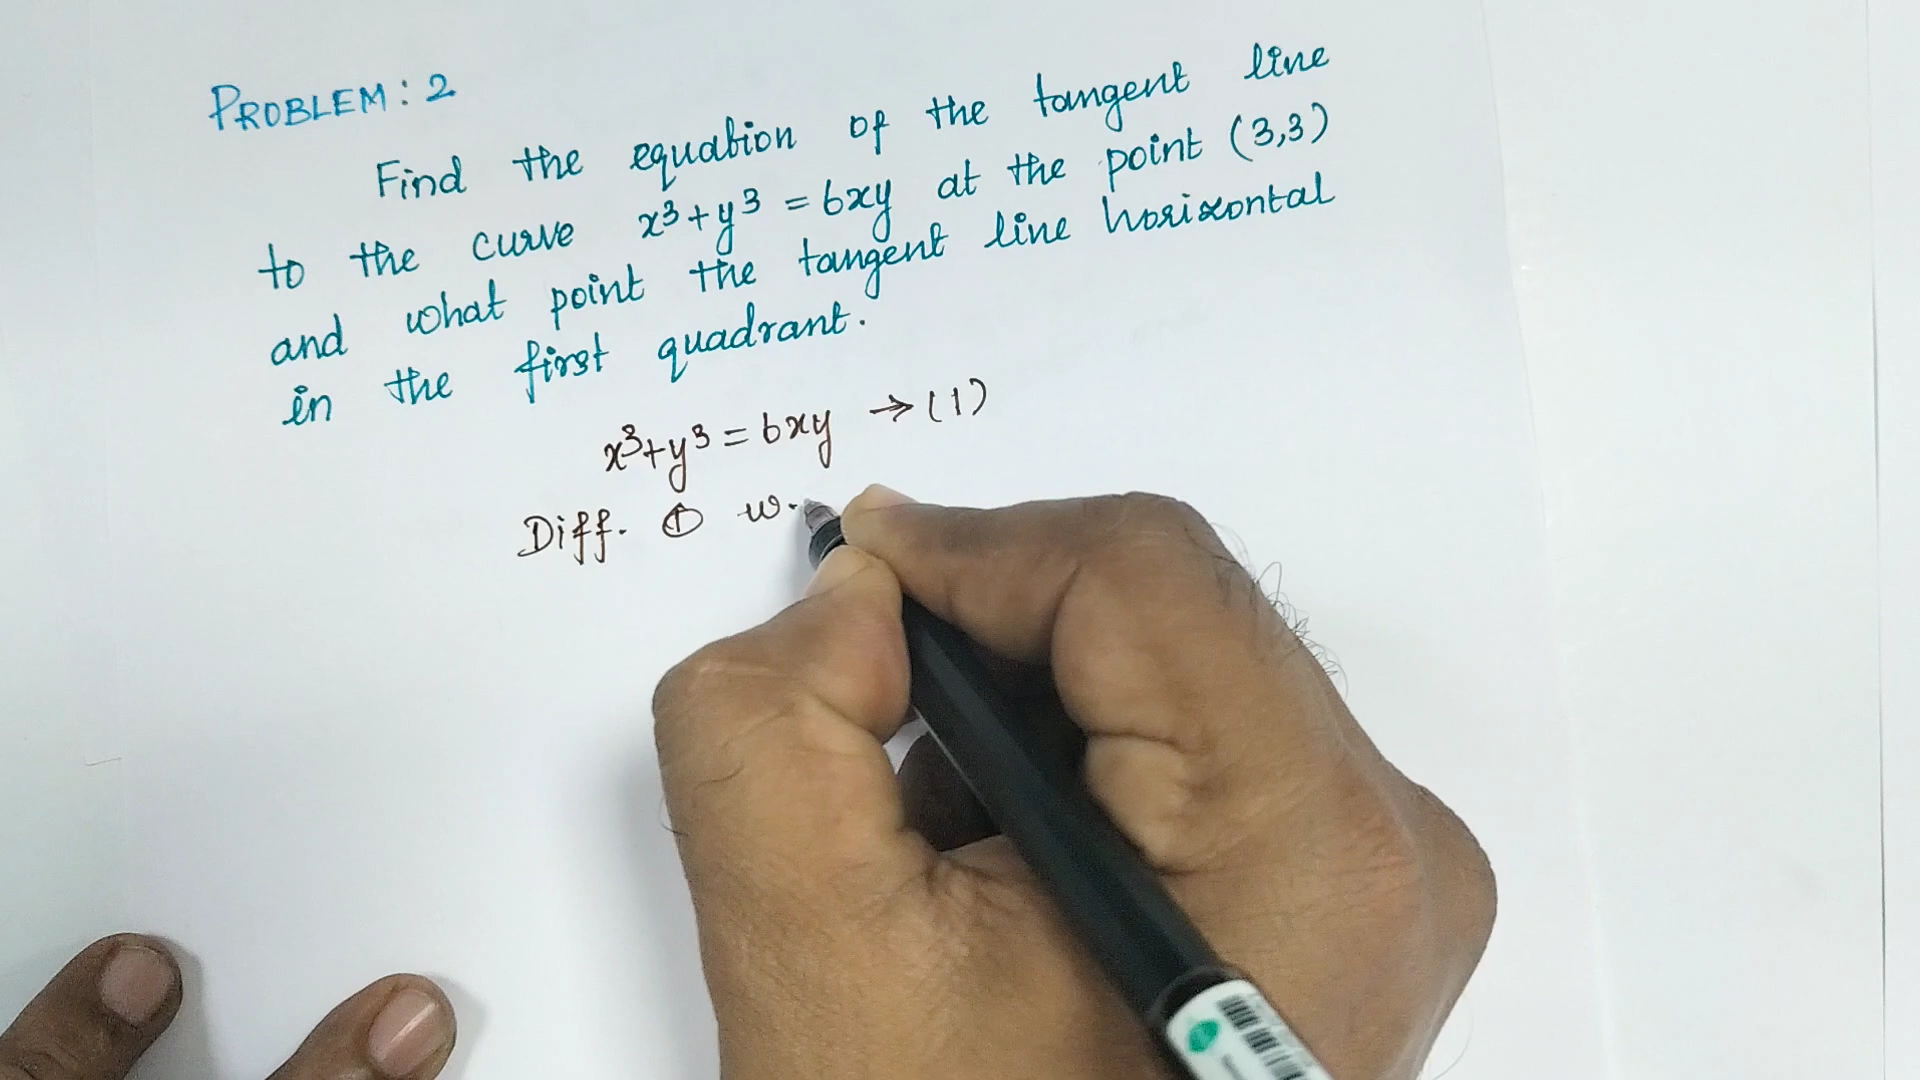 PROBLEM: 2
Find the equation of the tangent line
to the curve x³+y³ = 6xy at the point (3,3)
and what point the tangent line horizontal
in the first quadrant.
x³+y³ = 6xy → (1)
Diff. ① w.